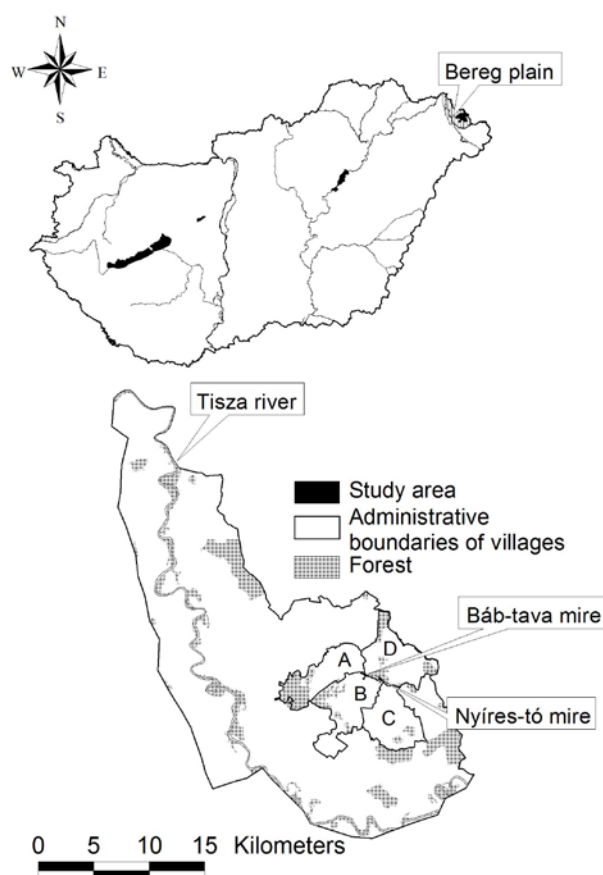 N
W E
S
Bereg plain
Tisza river
Study area
Administrative
boundaries of villages
Forest
Báb-tava mire
A D
B
C
Nyíres-tó mire
0 5 10 15 Kilometers